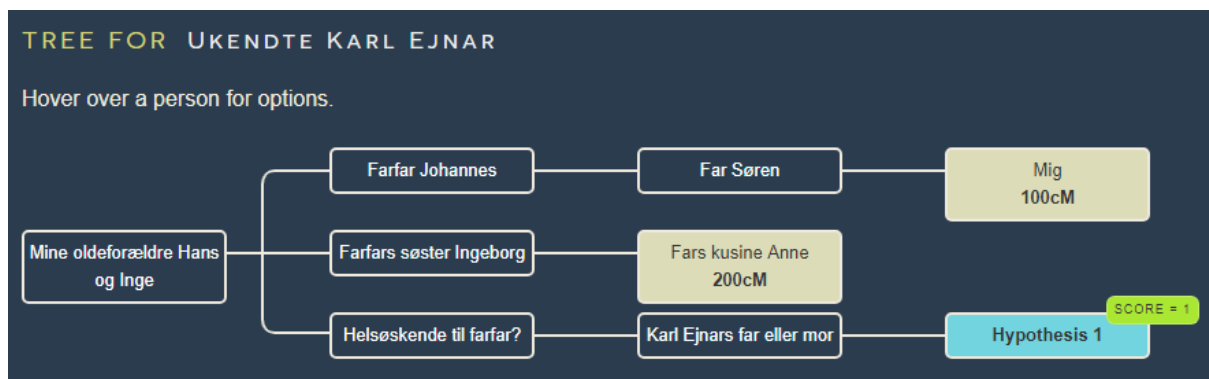 TREE FOR UKENDTE KARL EJNAR
Hover over a person for options.
Farfar Johannes
Far Søren
Mig
100cM
Mine oldeforældre Hans
og Inge
Farfars søster Ingeborg
Fars kusine Anne
200cM
Helsøskende til farfar?
Karl Ejnars far eller mor
SCORE = 1
Hypothesis 1